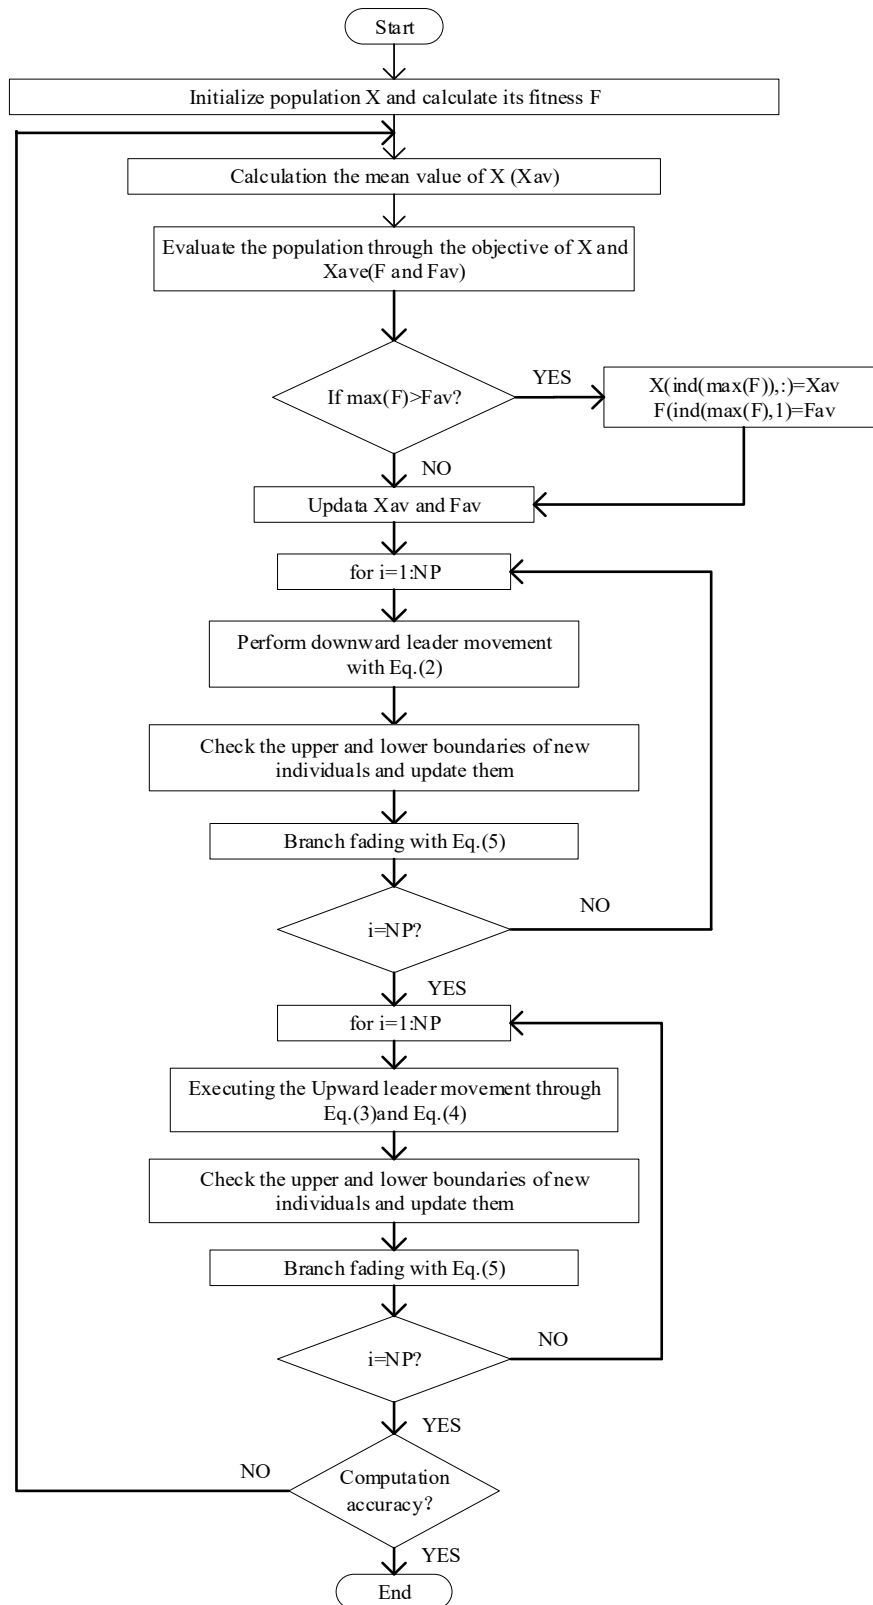 Start
Initialize population X and calculate its fitness F
Calculation the mean value of X (Xav)
Evaluate the population through the objective of X and
Xave(F and Fav)
If max(F)>Fav?
YES
X(ind(max(F)),:)=Xav
F(ind(max(F),1)=Fav
NO
Updata Xav and Fav
for i=1:NP
Perform downward leader movement
with Eq.(2)
Check the upper and lower boundaries of new
individuals and update them
Branch fading with Eq.(5)
i=NP?
NO
YES
for i=1:NP
Executing the Upward leader movement through
Eq.(3)and Eq.(4)
Check the upper and lower boundaries of new
individuals and update them
Branch fading with Eq.(5)
i=NP?
NO
YES
Computation
accuracy?
NO
YES
End